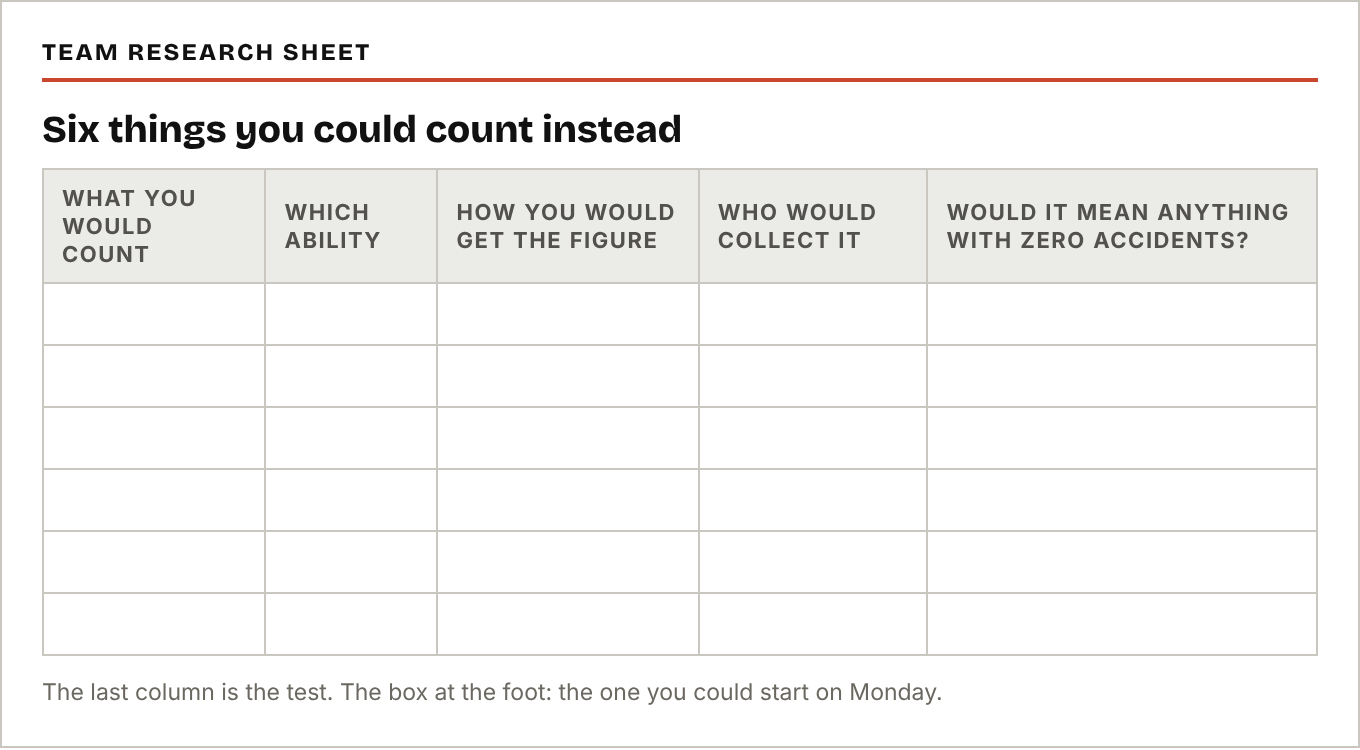 TEAM RESEARCH SHEET
Six things you could count instead
WHAT YOU
WOULD
COUNT
WHICH
ABILITY
HOW YOU WOULD
GET THE FIGURE
WHO WOULD
COLLECT IT
WOULD IT MEAN ANYTHING
WITH ZERO ACCIDENTS?
The last column is the test. The box at the foot: the one you could start on Monday.